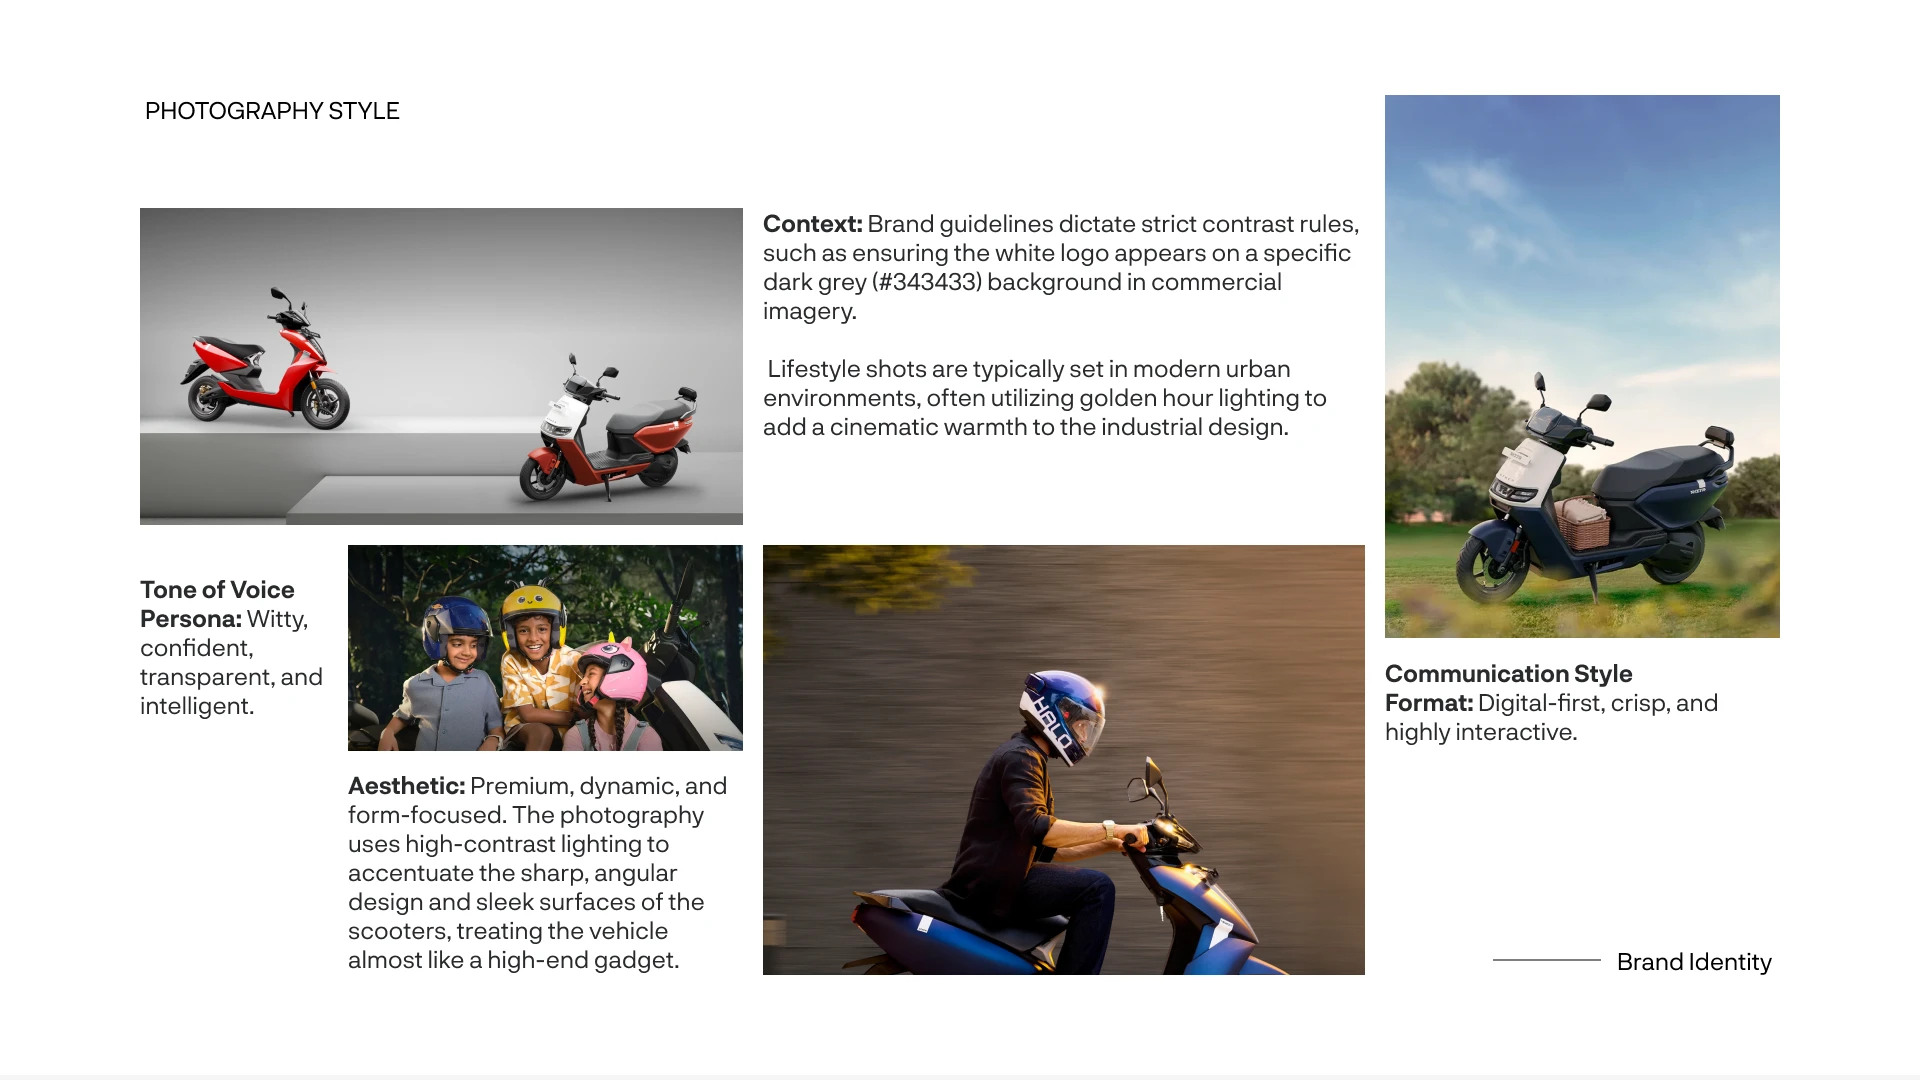 PHOTOGRAPHY STYLE
Context: Brand guidelines dictate strict contrast rules,
such as ensuring the white logo appears on a specific
dark grey (#343433) background in commercial
imagery.
Lifestyle shots are typically set in modern urban
environments, often utilizing golden hour lighting to
add a cinematic warmth to the industrial design.
Tone of Voice
Persona: Witty,
confident,
transparent, and
intelligent.
Aesthetic: Premium, dynamic, and
form-focused. The photography
uses high-contrast lighting to
accentuate the sharp, angular
design and sleek surfaces of the
scooters, treating the vehicle
almost like a high-end gadget.
HALO
Communication Style
Format: Digital-first, crisp, and
highly interactive.
Brand Identity